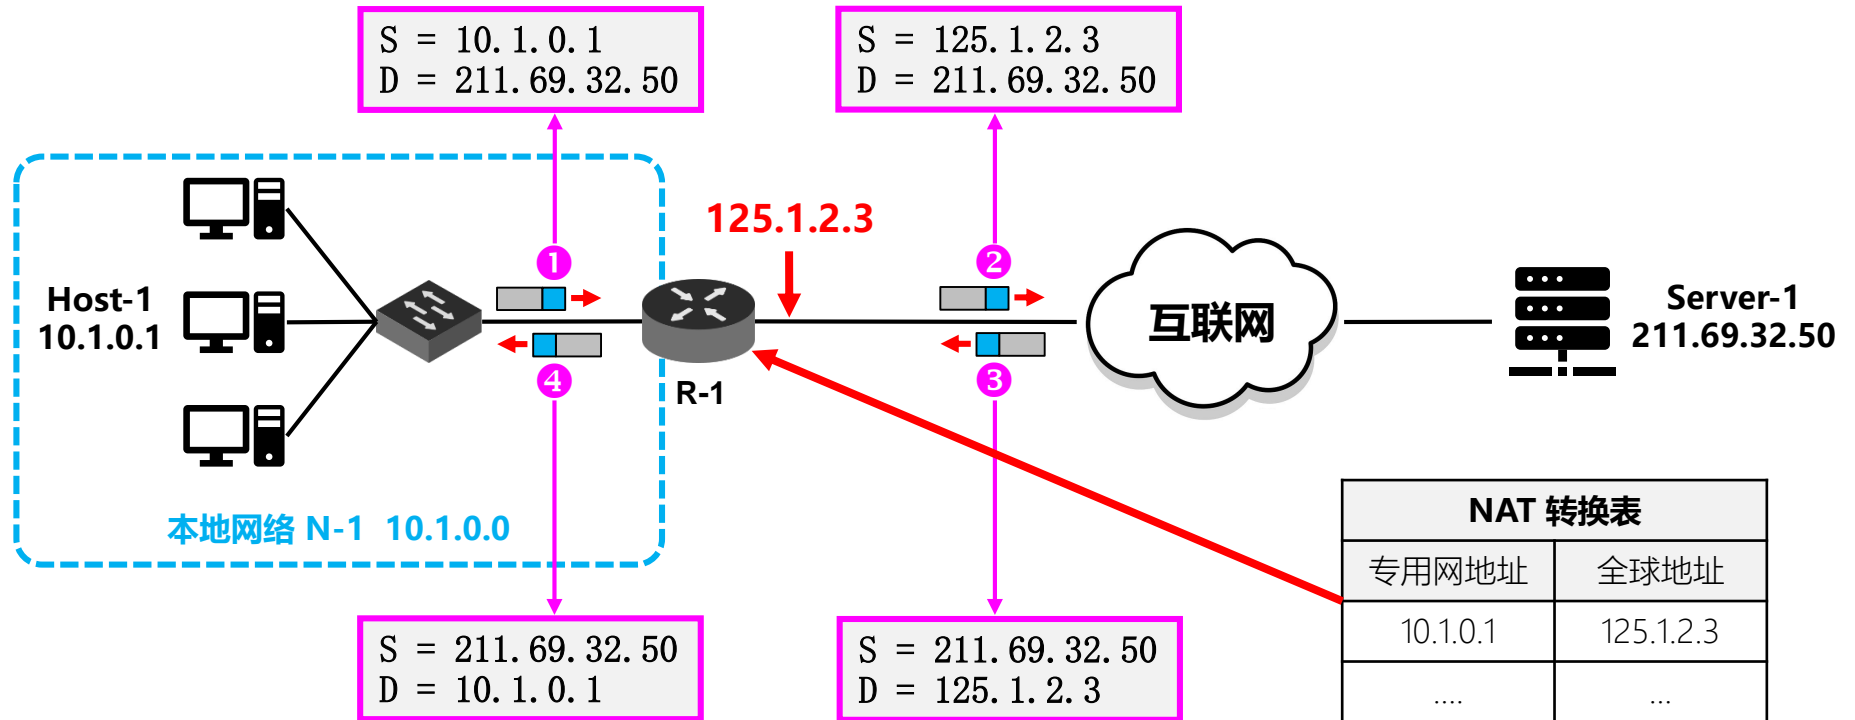 S = 10.1.0.1
D = 211.69.32.50
S = 125.1.2.3
D = 211.69.32.50
125.1.2.3
1
2
Host-1
10.1.0.1
互联网
Server-1
211.69.32.50
4
3
R-1
本地网络 N-1 10.1.0.0
NAT 转换表
专用网地址 全球地址
10.1.0.1 125.1.2.3
.... ...
S = 211.69.32.50
D = 10.1.0.1
S = 211.69.32.50
D = 125.1.2.3